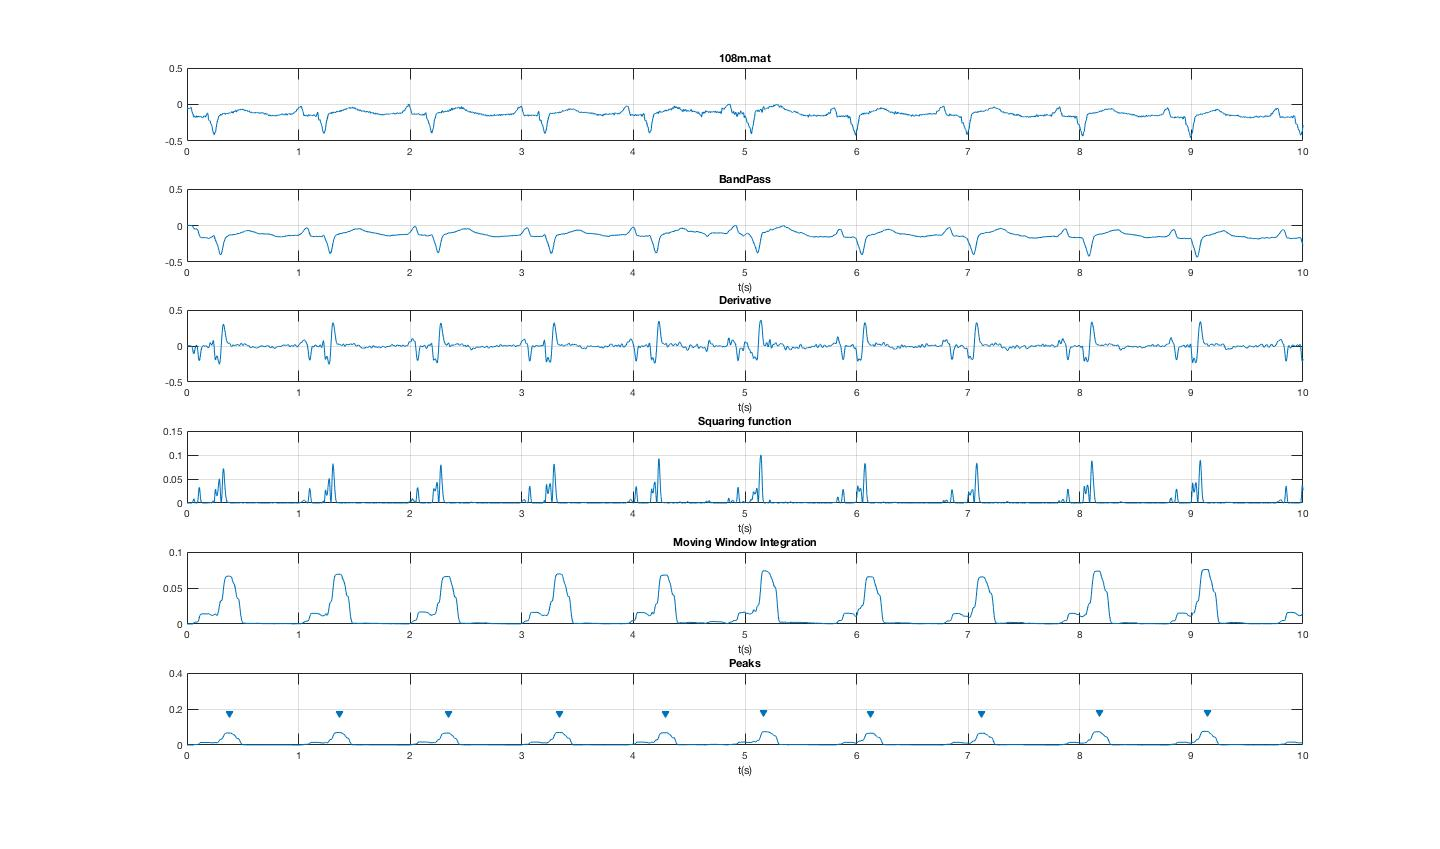 108m.mat
0.5
0
-0.5
0 1 2 3 4 5 6 7 8 9 10
BandPass
0.5
0
-0.5
0 1 2 3 4 5 6 7 8 9 10
t(s)
Derivative
0.5
0
-0.5
0 1 2 3 4 5 6 7 8 9 10
t(s)
Squaring function
0.15
0.1
0.05
0
0 1 2 3 4 5 6 7 8 9 10
t(s)
Moving Window Integration
0.1
0.05
0
0 1 2 3 4 5 6 7 8 9 10
t(s)
Peaks
0.4
0.2
0
0 1 2 3 4 5 6 7 8 9 10
t(s)